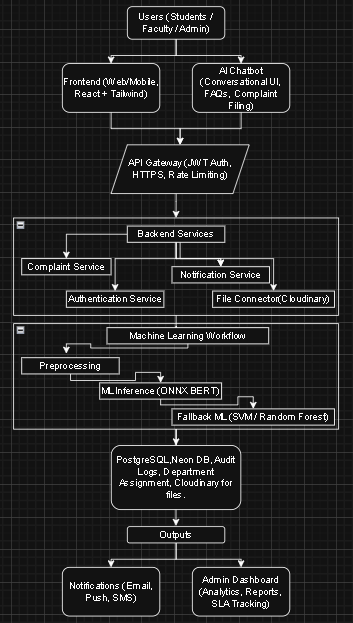 Users (Students /
Faculty / Admin)
Frontend (Web/Mobile,
React + Tailwind)
AI Chatbot
(Conversational UI,
FAQs, Complaint
Filing)
API Gateway (JWT Auth,
HTTPS, Rate Limiting)
Backend Services
Complaint Service
Notification Service
Authentication Service
File Connector(Cloudinary)
Machine Learning Workflow
Preprocessing
ML Inference (ONNX BERT)
Fallback ML (SVM / Random Forest)
PostgreSQL,Neon DB, Audit
Logs, Department
Assignment, Cloudinary for
files.
Outputs
Notifications (Email,
Push, SMS)
Admin Dashboard
(Analytics, Reports,
SLA Tracking)